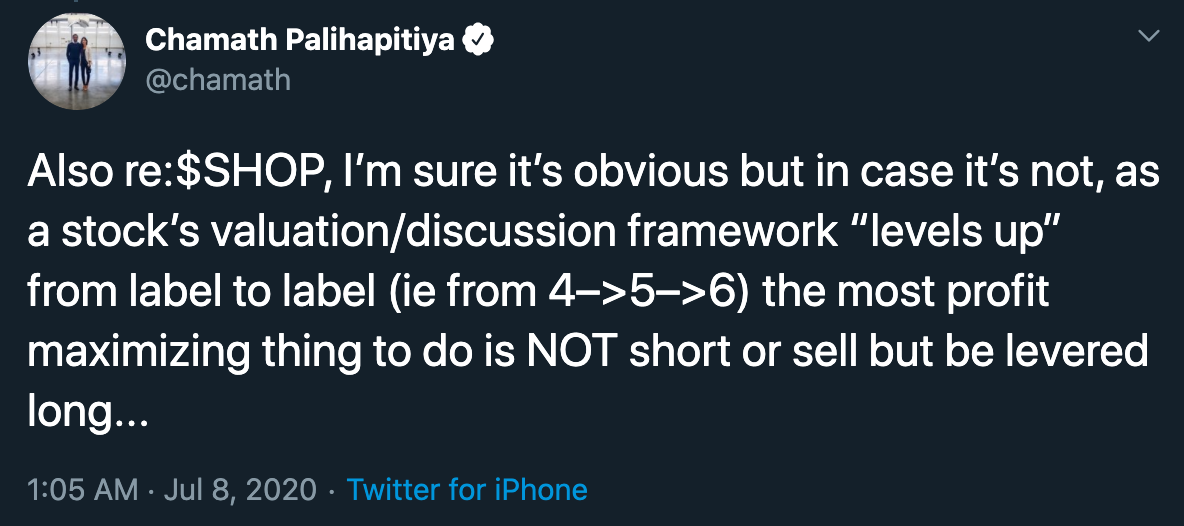 Chamath Palihapitiya
@chamath
Also re:$SHOP, I’m sure it’s obvious but in case it’s not, as
a stock’s valuation/discussion framework “levels up”
from label to label (ie from 4–>5–>6) the most profit
maximizing thing to do is NOT short or sell but be levered
long...
1:05 AM · Jul 8, 2020 · Twitter for iPhone